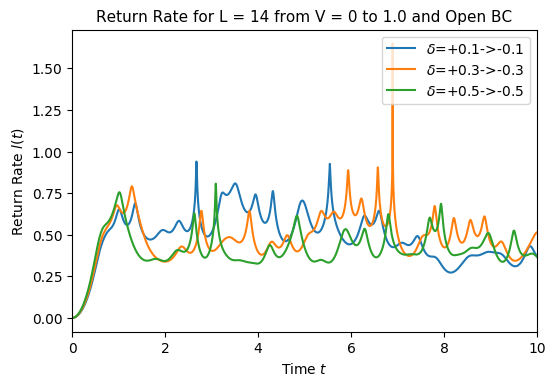 Return Rate for L = 14 from V = 0 to 1.0 and Open BC
δ=+0.1->-0.1
δ=+0.3->-0.3
δ=+0.5->-0.5
Return Rate I(t)
1.50
1.25
1.00
0.75
0.50
0.25
0.00
0 2 4 6 8 10
Time t